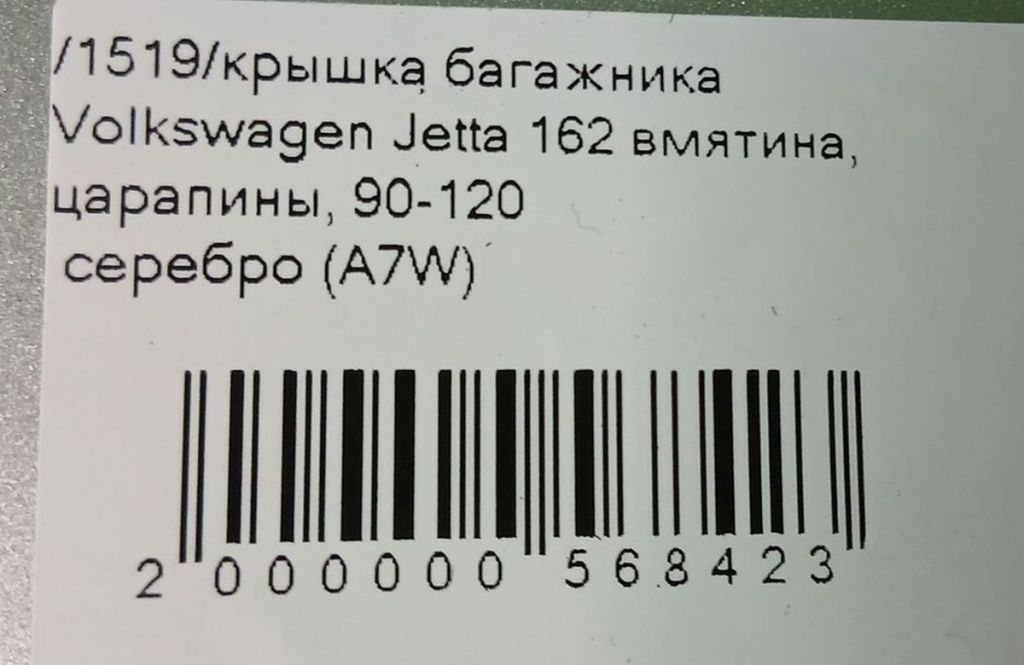 /1519/крышка багажника
Volkswagen Jetta 162 вмятина,
царапины, 90-120
серебро (A7W)
2 000000 568423